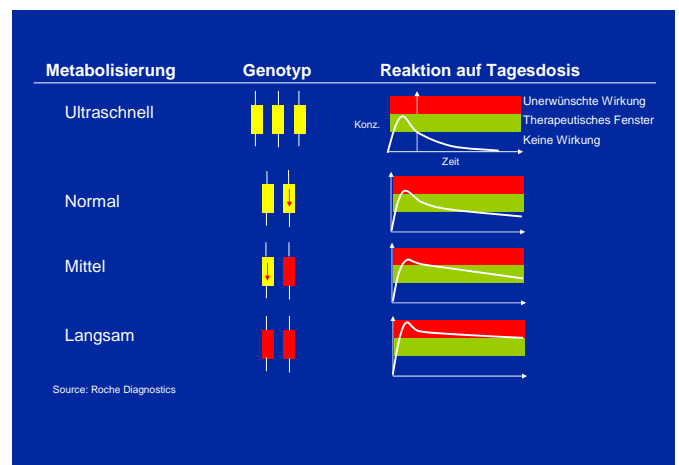 Metabolisierung Genotyp Reaktion auf Tagesdosis
Ultraschnell
Unerwünschte Wirkung
Konz. Therapeutisches Fenster
Keine Wirkung
Zeit
Normal
Mittel
Langsam
Source: Roche Diagnostics